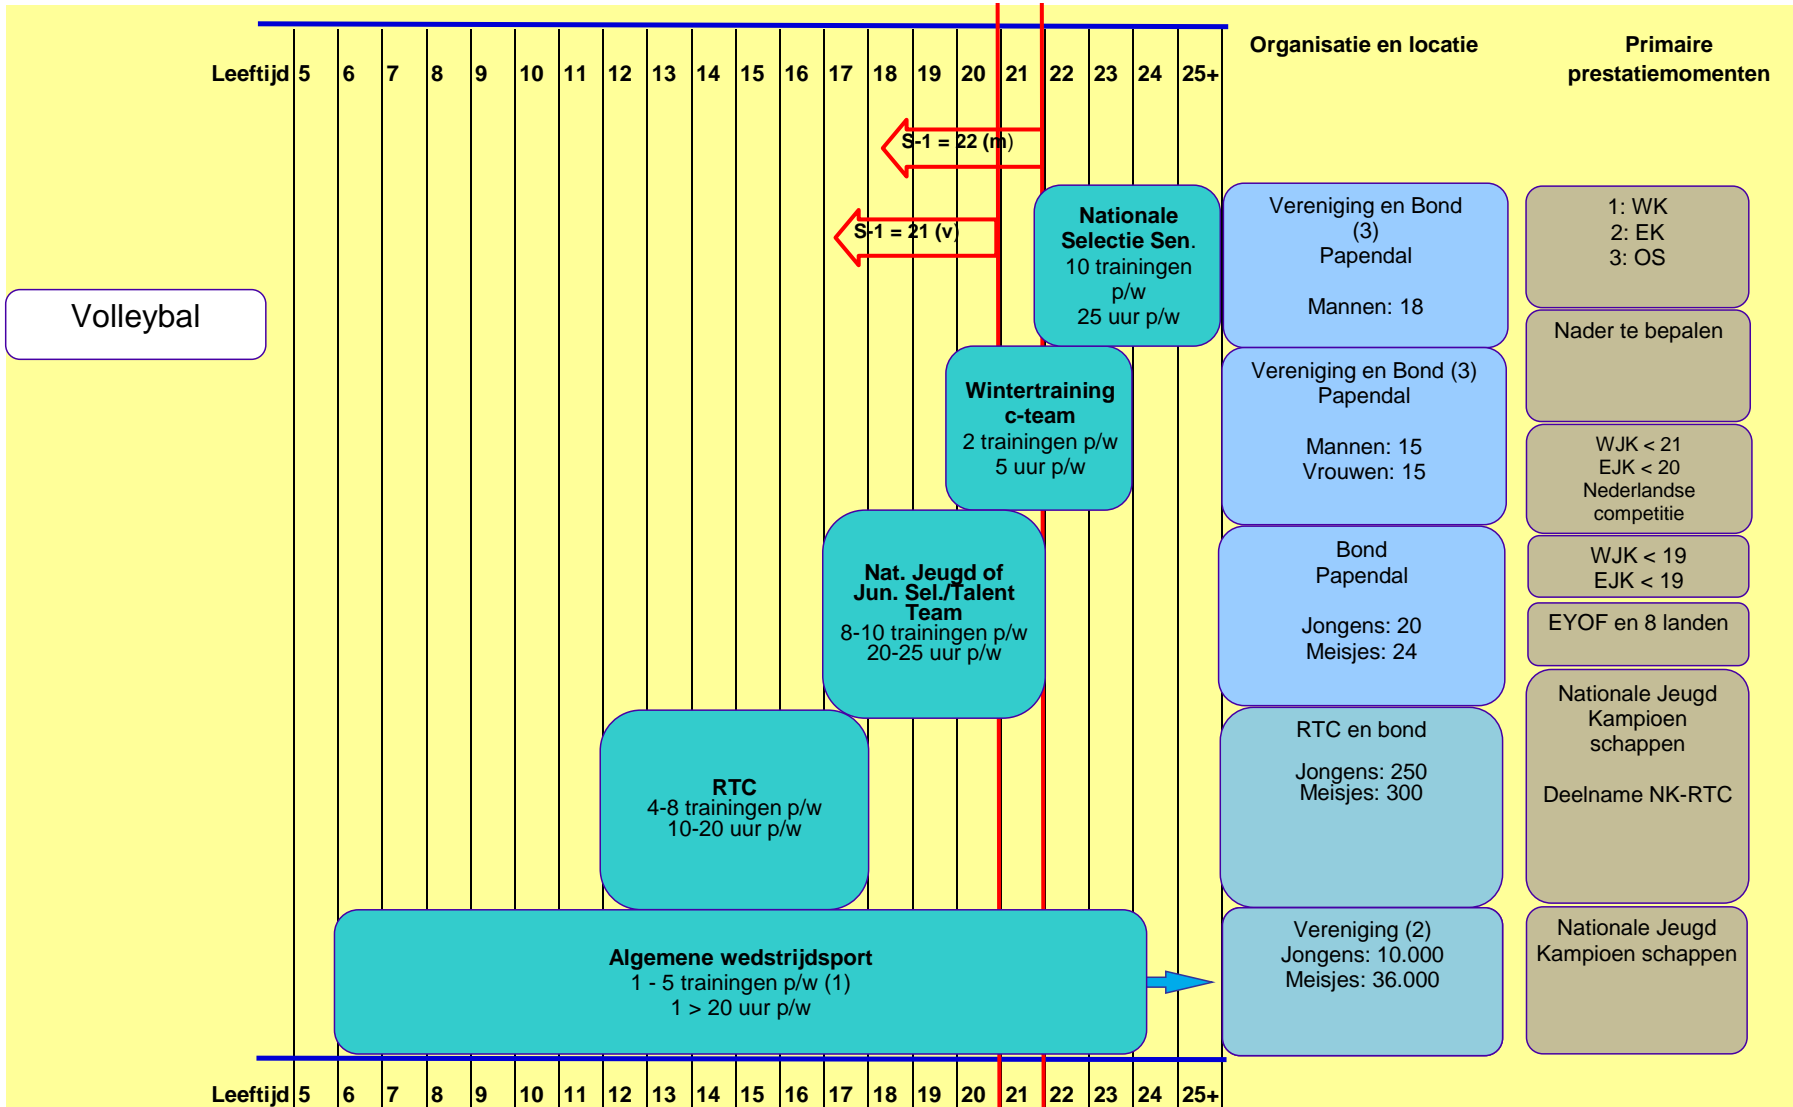 Organisatie en locatie
Primaire
prestatiemomenten
Leeftijd 5 6 7 8 9 10 11 12 13 14 15 16 17 18 19 20 21 22 23 24 25+
S-1 = 22 (m)
S-1 = 21 (v)
Volleybal
Nationale
Selectie Sen.
10 trainingen
p/w
25 uur p/w
Vereniging en Bond
(3)
Papendal
Mannen: 18
1: WK
2: EK
3: OS
Nader te bepalen
Wintertraining
c-team
2 trainingen p/w
5 uur p/w
Vereniging en Bond (3)
Papendal
Mannen: 15
Vrouwen: 15
WJK < 21
EJK < 20
Nederlandse
competitie
Nat. Jeugd of
Jun. Sel./Talent
Team
8-10 trainingen p/w
20-25 uur p/w
Bond
Papendal
Jongens: 20
Meisjes: 24
WJK < 19
EJK < 19
EYOF en 8 landen
RTC
4-8 trainingen p/w
10-20 uur p/w
RTC en bond
Jongens: 250
Meisjes: 300
Nationale Jeugd
Kampioen
schappen
Deelname NK-RTC
Algemene wedstrijdsport
1 - 5 trainingen p/w (1)
1 > 20 uur p/w
Vereniging (2)
Jongens: 10.000
Meisjes: 36.000
Nationale Jeugd
Kampioen schappen
Leeftijd 5 6 7 8 9 10 11 12 13 14 15 16 17 18 19 20 21 22 23 24 25+